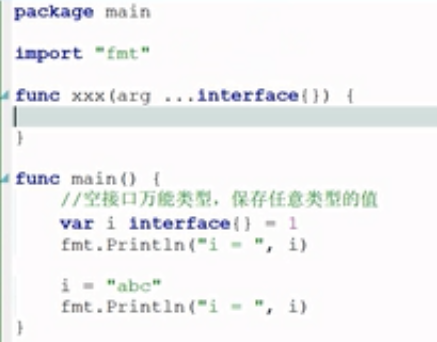 package main
import "fmt"
func xxx(arg ...interface{}) {
}
func main() {
//空接口万能类型，保存任意类型的值
var i interface{} = 1
fmt.Println("i = ", i)
i = "abc"
fmt.Println("i = ", i)
}